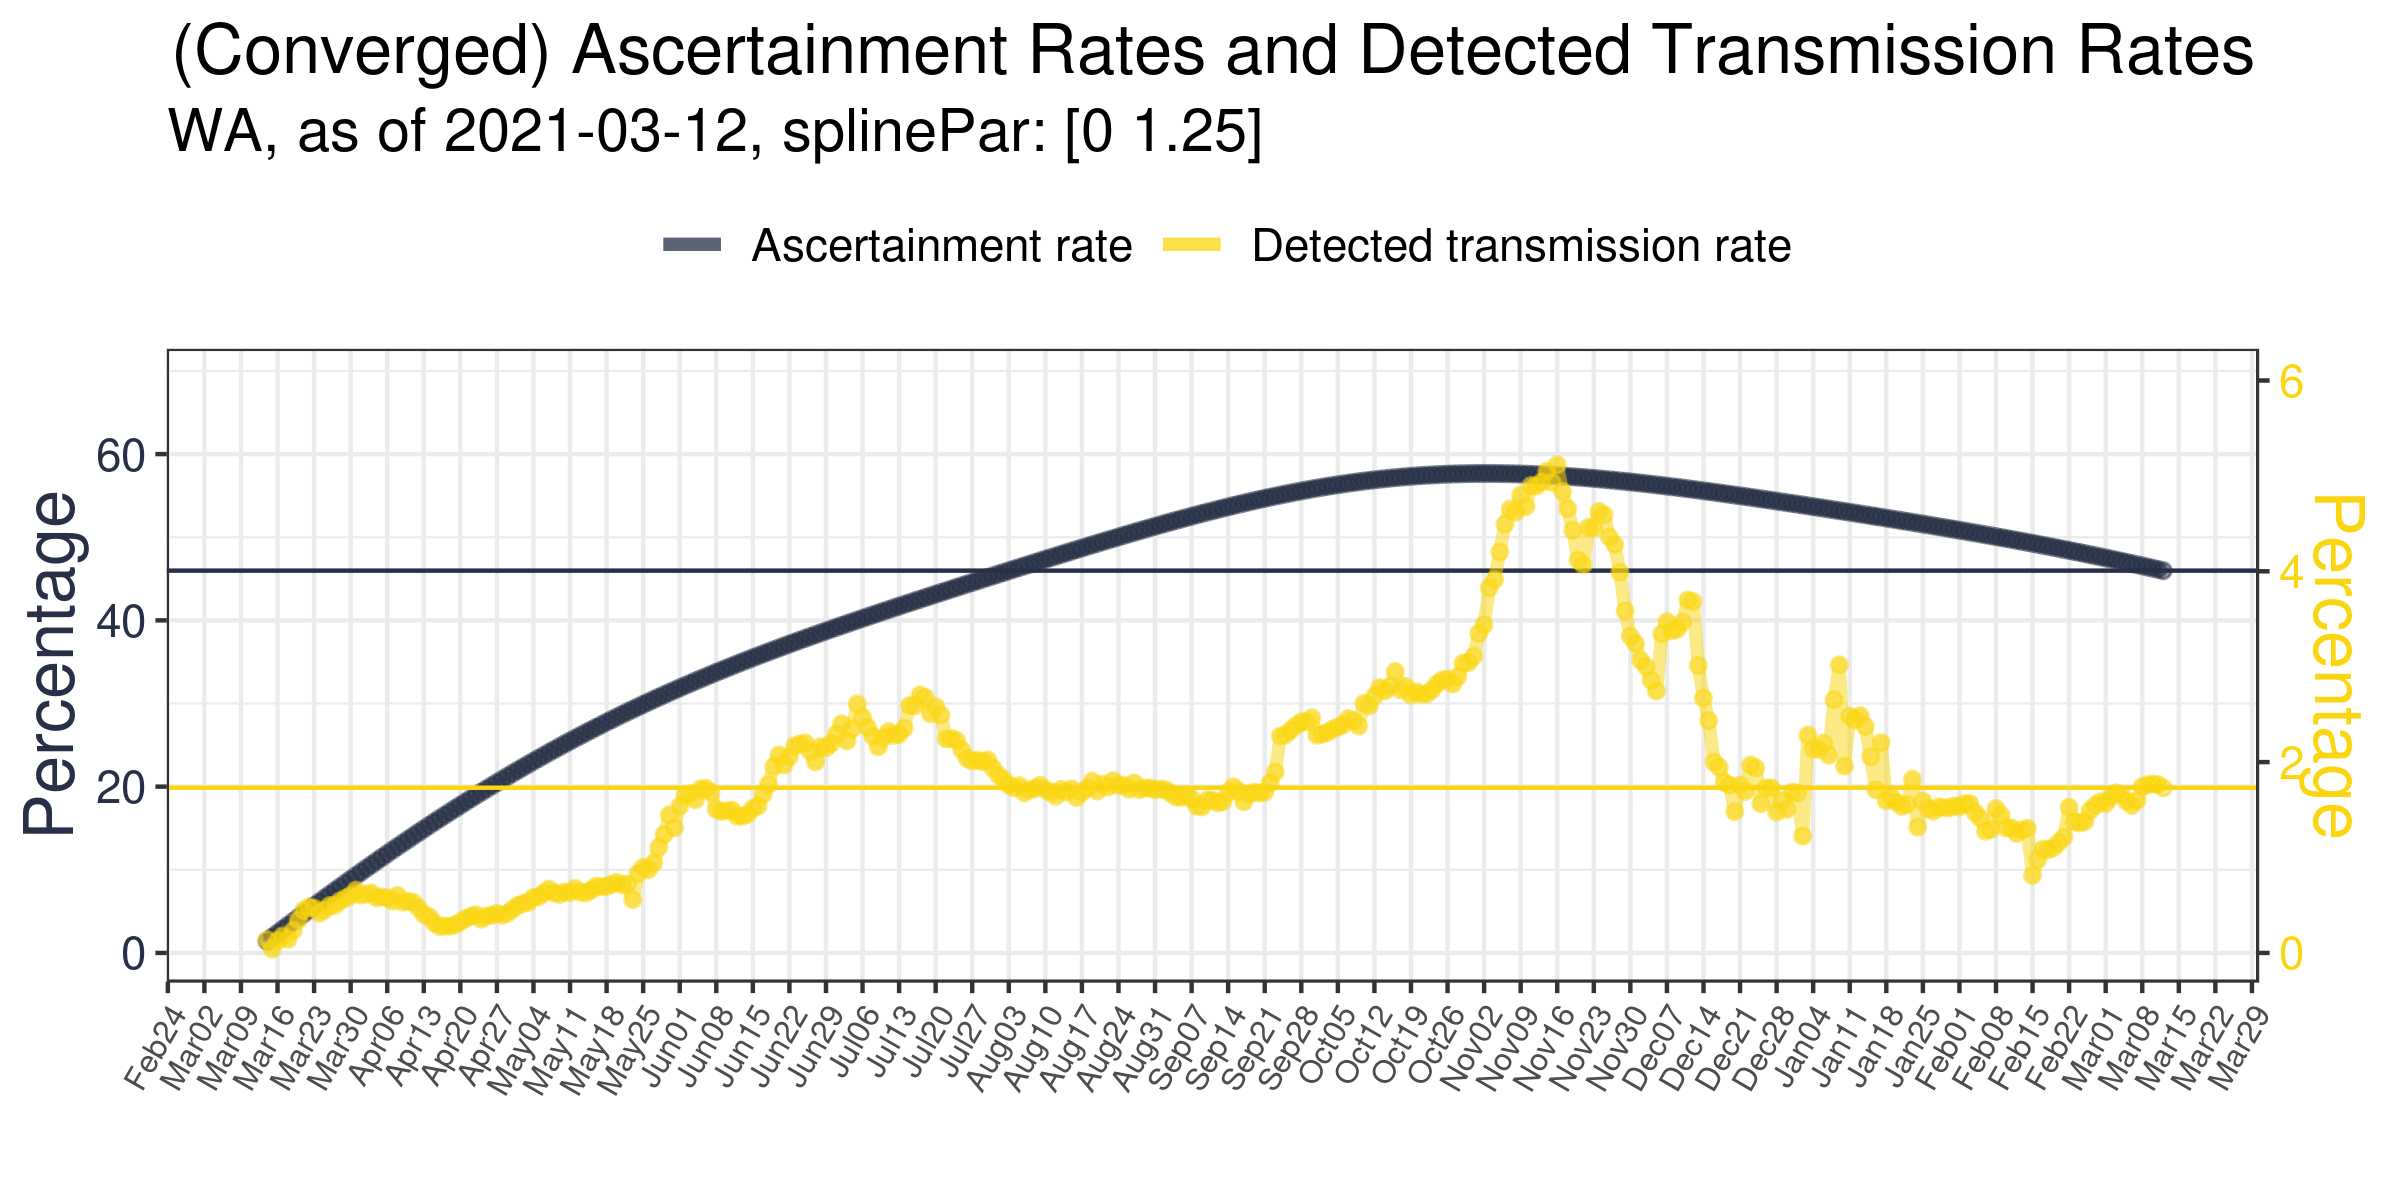 (Converged) Ascertainment Rates and Detected Transmission Rates
WA, as of 2021-03-12, splinePar: [0 1.25]
Ascertainment rate
Detected transmission rate
Percentage
60
40
20
0
6
4
2
0
Percentage
Feb24
Mar02
Mar09
Mar16
Mar23
Mar30
Apr06
Apr13
Apr20
Apr27
May04
May11
May18
May25
Jun01
Jun08
Jun15
Jun22
Jun29
Jul06
Jul13
Jul20
Jul27
Aug03
Aug10
Aug17
Aug24
Aug31
Sep07
Sep14
Sep21
Sep28
Oct05
Oct12
Oct19
Oct26
Nov02
Nov09
Nov16
Nov23
Nov30
Dec07
Dec14
Dec21
Dec28
Jan04
Jan11
Jan18
Jan25
Feb01
Feb08
Feb15
Feb22
Mar01
Mar08
Mar15
Mar22
Mar29